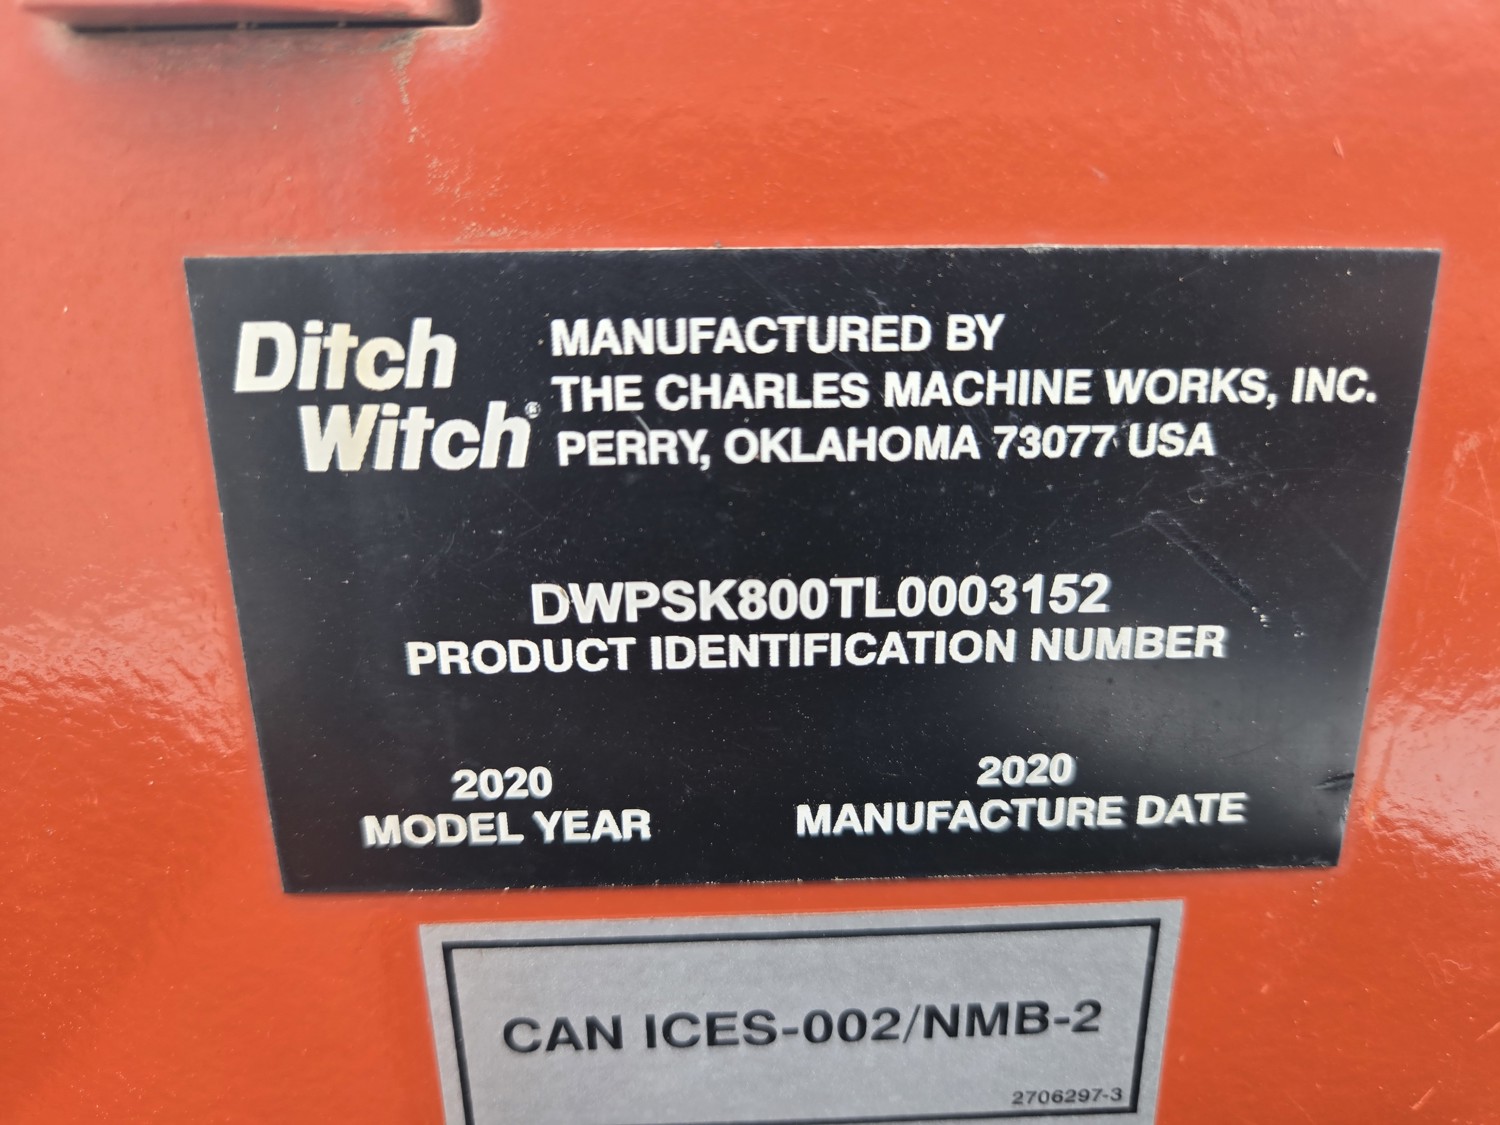 Ditch
Witch®
MANUFACTURED BY
THE CHARLES MACHINE WORKS, INC.
PERRY, OKLAHOMA 73077 USA
DWPSK800TL0003152
PRODUCT IDENTIFICATION NUMBER
2020
MODEL YEAR
2020
MANUFACTURE DATE
CAN ICES-002/NMB-2
2706297-3